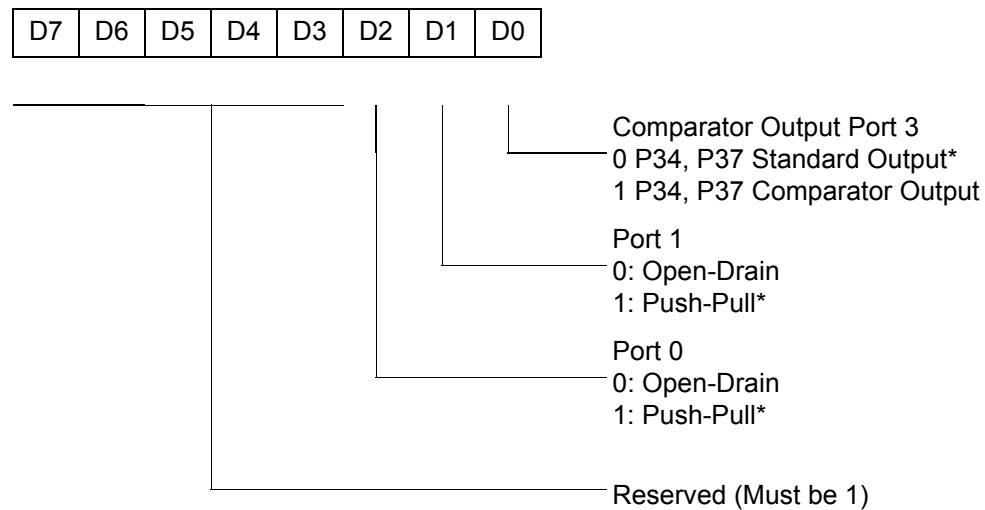 D7 D6 D5 D4 D3 D2 D1 D0
Comparator Output Port 3
0 P34, P37 Standard Output*
1 P34, P37 Comparator Output
Port 1
0: Open-Drain
1: Push-Pull*
Port 0
0: Open-Drain
1: Push-Pull*
Reserved (Must be 1)